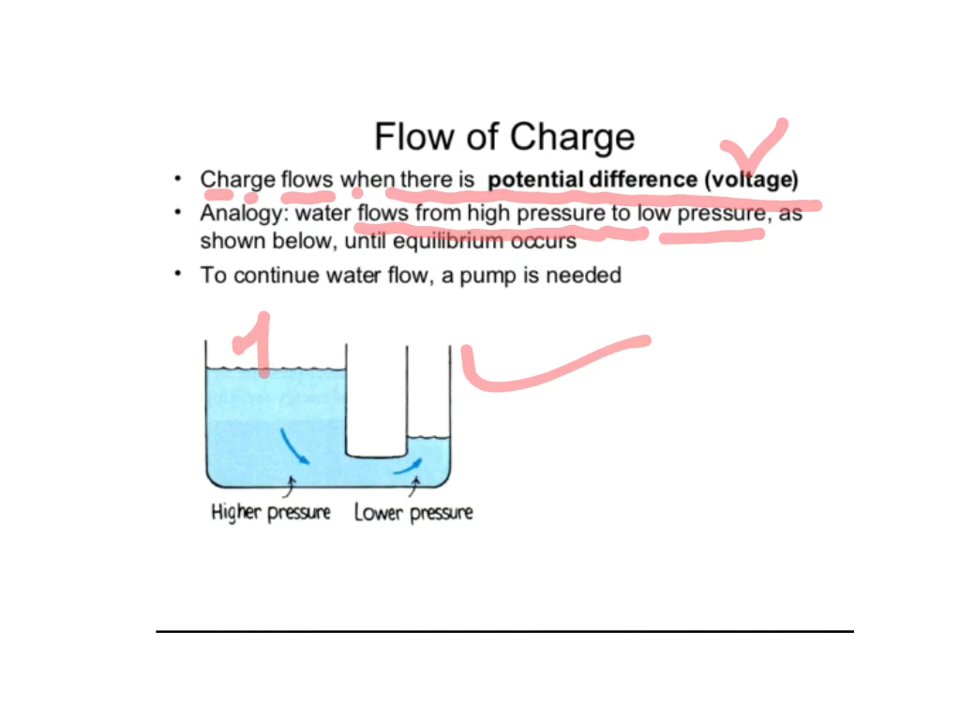 Flow of Charge
• Charge flows when there is potential difference (voltage)
• Analogy: water flows from high pressure to low pressure, as
shown below, until equilibrium occurs
• To continue water flow, a pump is needed
1
Higher pressure Lower pressure